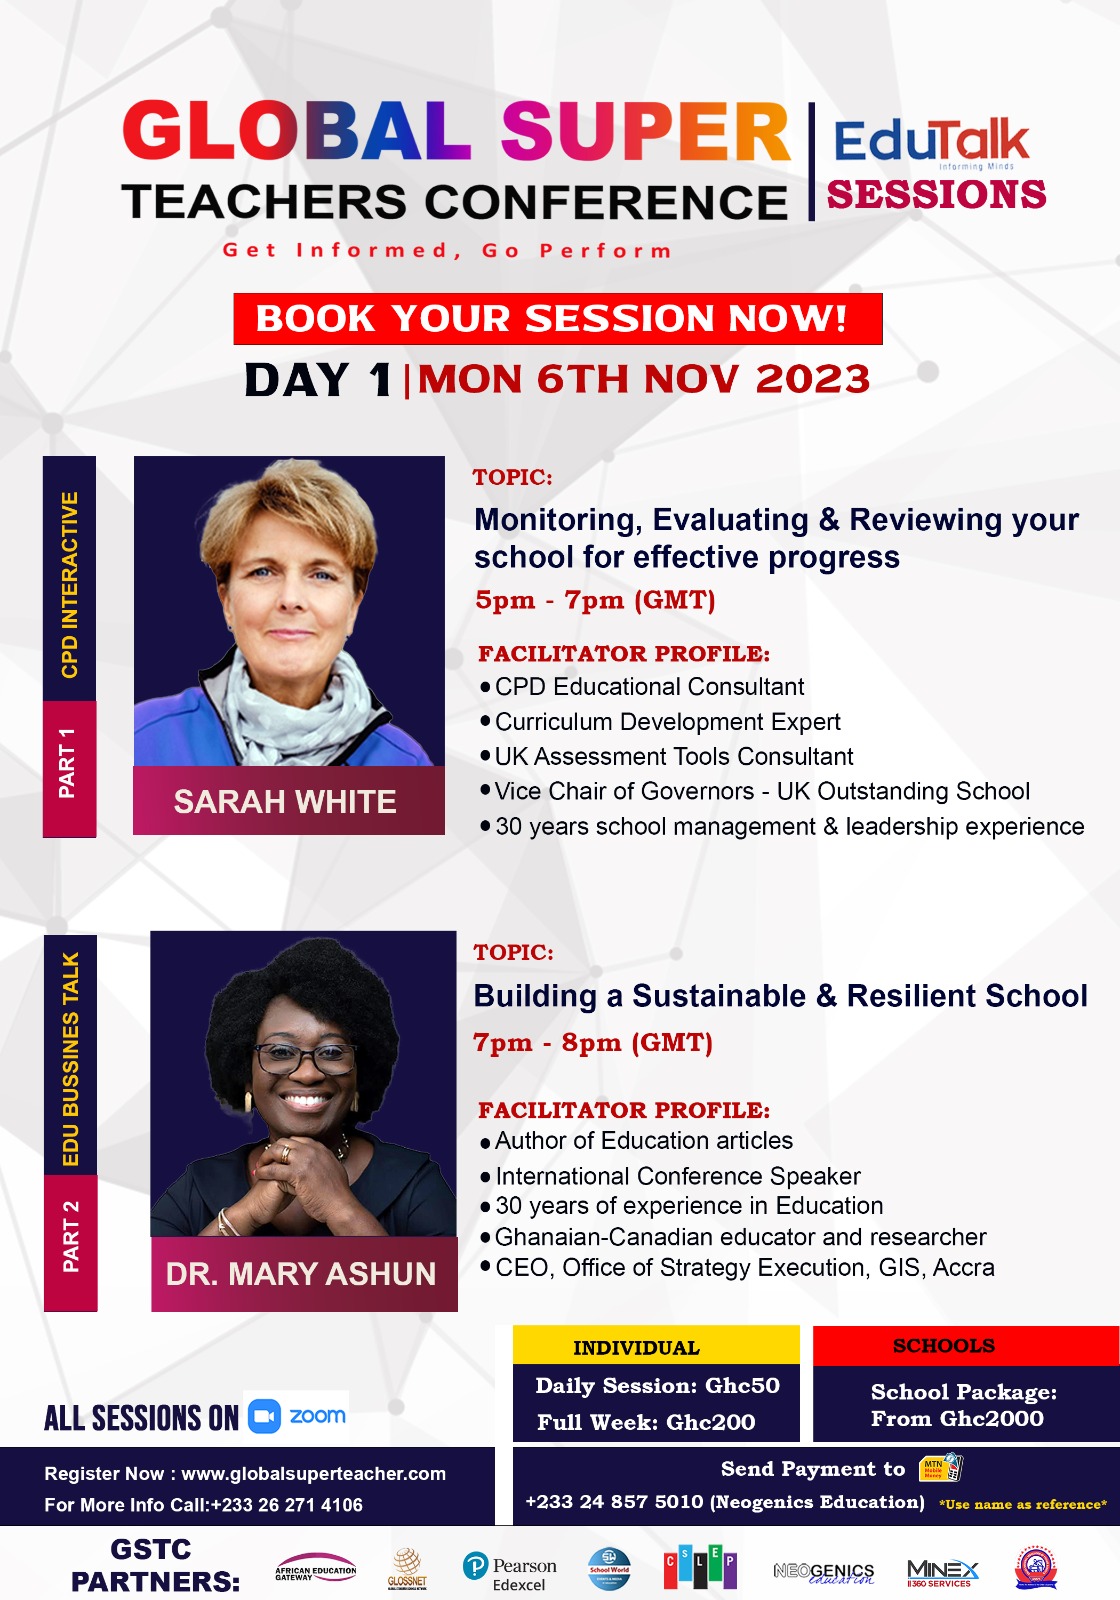 GLOBAL SUPER
TEACHERS CONFERENCE
Get Informed, Go Perform
EduTalk
Informing Minds
SESSIONS
BOOK YOUR SESSION NOW!
DAY 1 | MON 6TH NOV 2023
CPD INTERACTIVE
PART 1
SARAH WHITE
TOPIC:
Monitoring, Evaluating & Reviewing your
school for effective progress
5pm - 7pm (GMT)
FACILITATOR PROFILE:
• CPD Educational Consultant
• Curriculum Development Expert
• UK Assessment Tools Consultant
• Vice Chair of Governors - UK Outstanding School
• 30 years school management & leadership experience
EDU BUSSINES TALK
PART 2
DR. MARY ASHUN
TOPIC:
Building a Sustainable & Resilient School
7pm - 8pm (GMT)
FACILITATOR PROFILE:
• Author of Education articles
• International Conference Speaker
• 30 years of experience in Education
• Ghanaian-Canadian educator and researcher
• CEO, Office of Strategy Execution, GIS, Accra
ALL SESSIONS ON zoom
Register Now : www.globalsuperteacher.com
For More Info Call:+233 26 271 4106
INDIVIDUAL
Daily Session: Ghc50
Full Week: Ghc200
SCHOOLS
School Package:
From Ghc2000
Send Payment to MTN Mobile Money
+233 24 857 5010 (Neogenics Education) *Use name as reference*
GSTC
PARTNERS:
AFRICAN EDUCATION
GATEWAY
GLOSSNET
Pearson
Edexcel
SW
School World
CSLEP
NEOGENICS
education
MINEX
II360 SERVICES